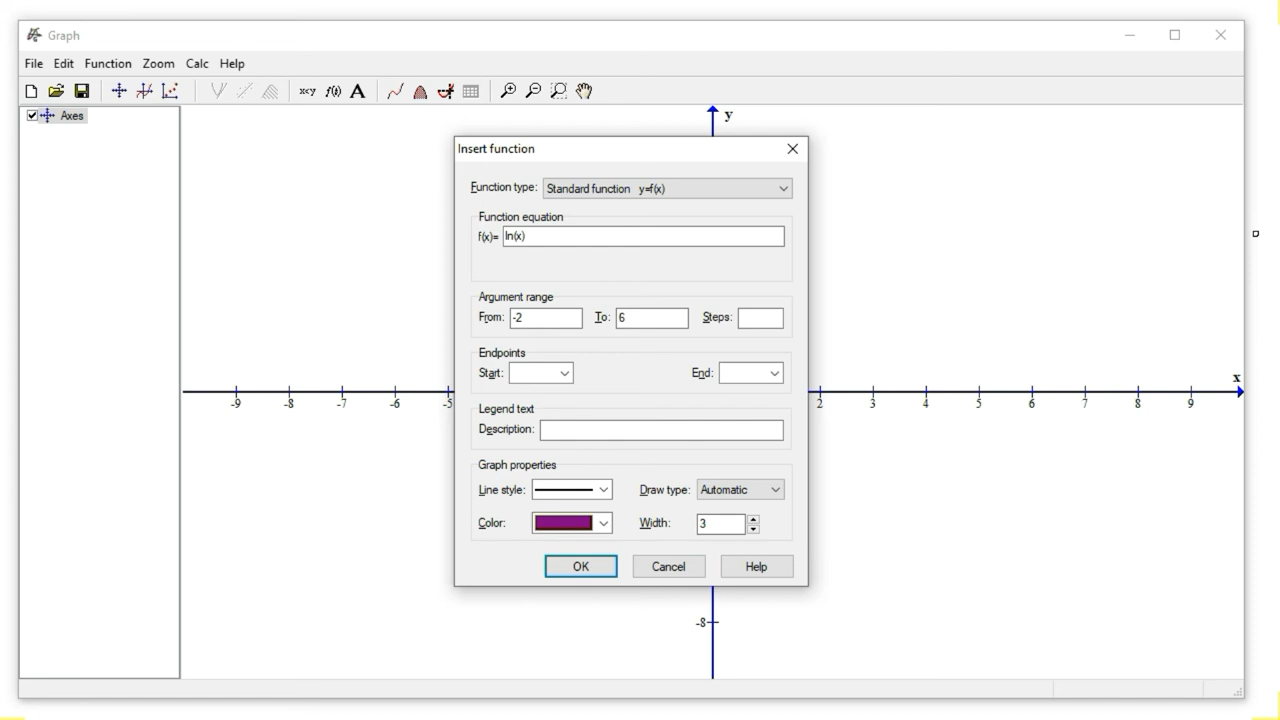 Graph
File Edit Function Zoom Calc Help
Axes
y
Insert function
Function type: Standard function y=f(x)
Function equation
f(x)= ln(x)
Argument range
From: -2 To: 6 Steps:
Endpoints
Start: End:
x
-9 -8 -7 -6 -5 2 3 4 5 6 7 8 9
Legend text
Description:
Graph properties
Line style: Draw type: Automatic
Color: Width: 3
OK Cancel Help
-8